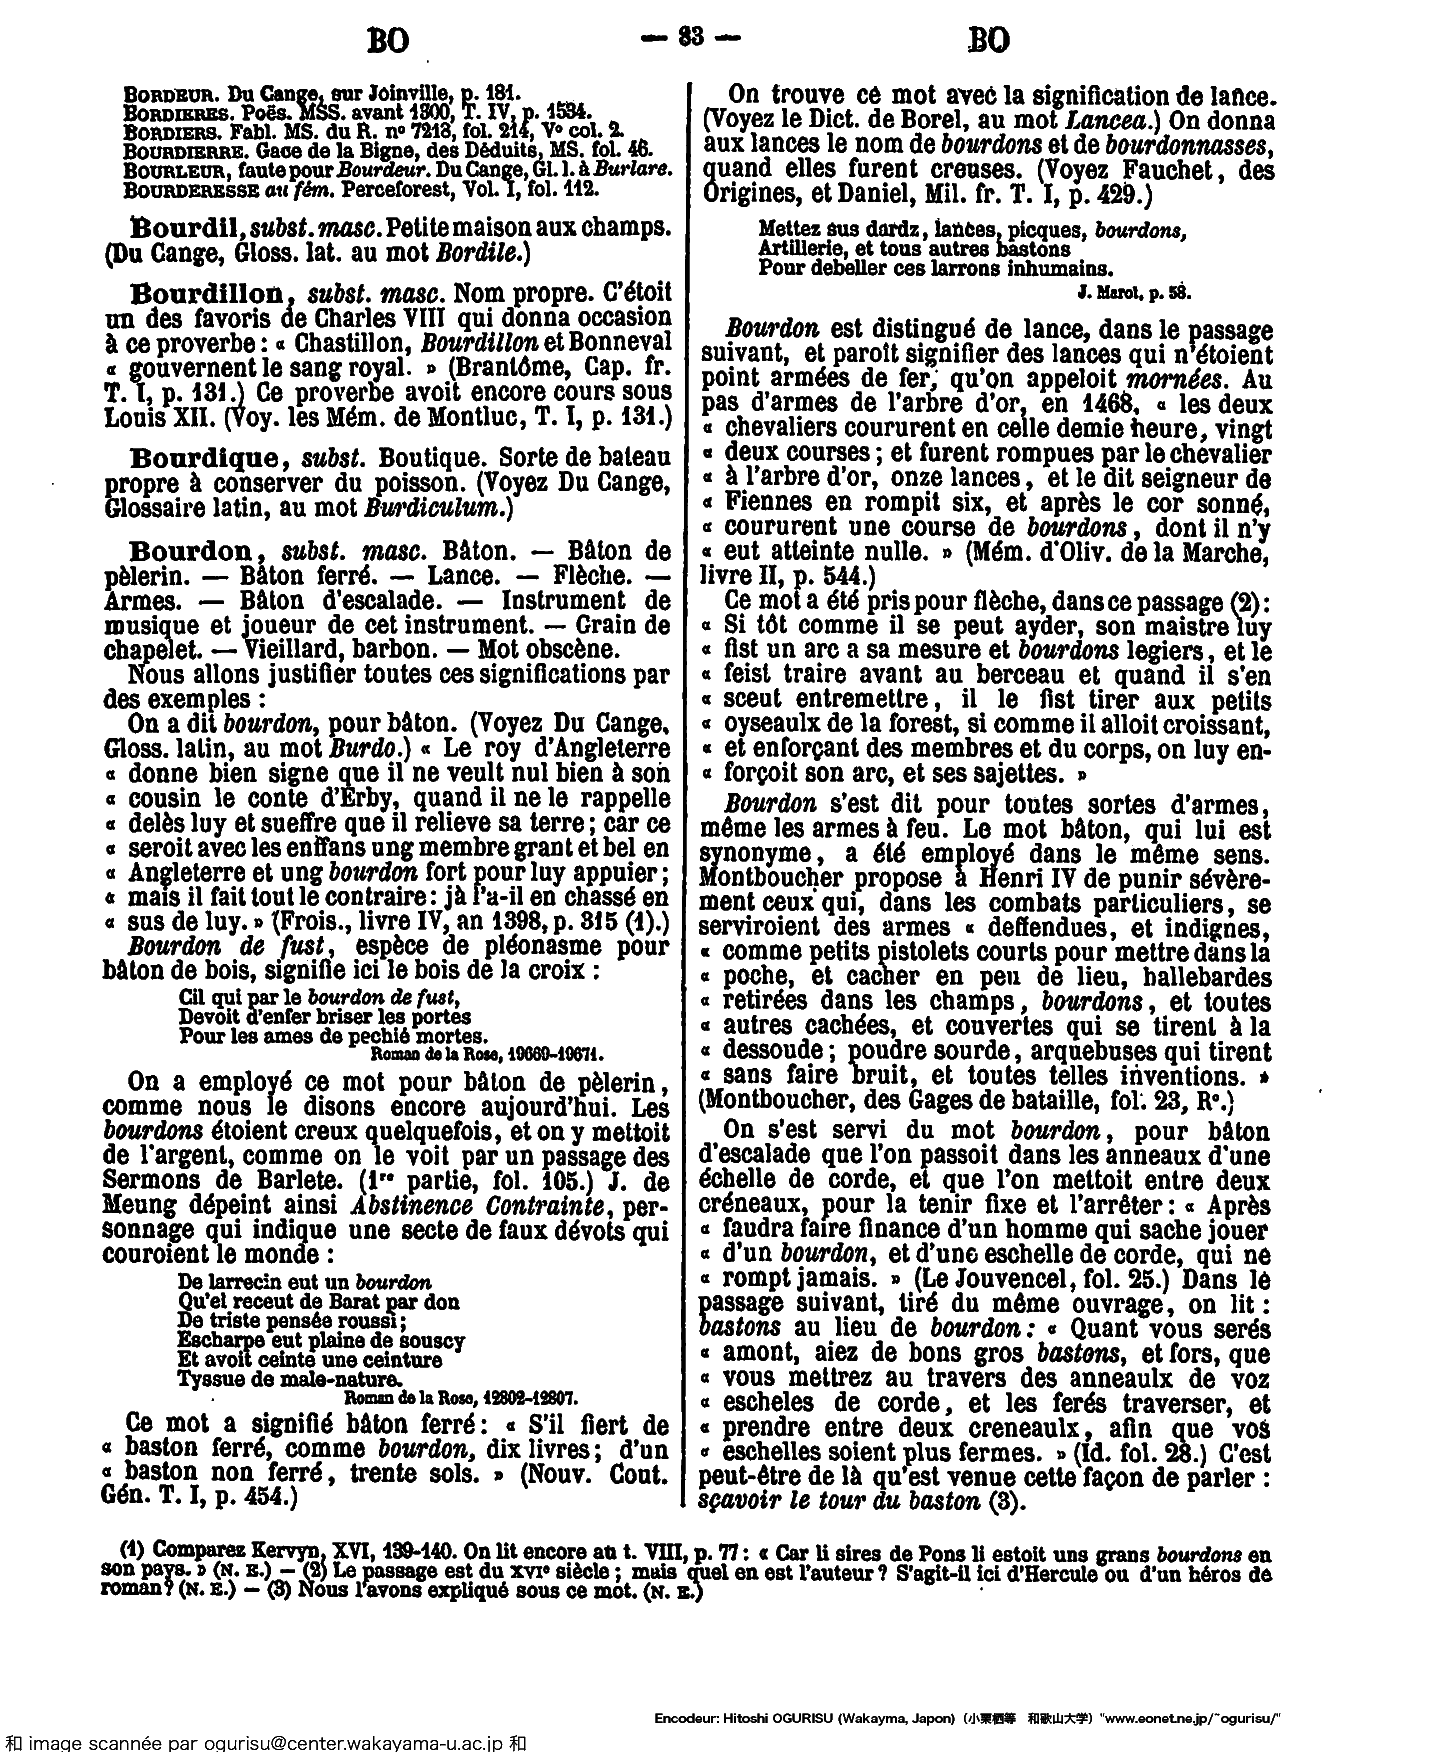 BO
— 83 —
BO
BORDEUR. Du Cange, sur Joinville, p. 181.
BORDIERES. Poës. MSS. avant 1300, T. IV, p. 1534.
BORDIERS. Fabl. MS. du R. nº 7218, fol. 214, Vº col. 2.
BOURDIERRE. Gace de la Bigne, des Déduits, MS. fol. 46.
BOURLEUR, faute pour Bourdeur. Du Cange, Gl. l. à Burlare.
BOURDERESSE au fém. Perceforest, Vol. I, fol. 112.
Bourdil, subst. masc. Petite maison aux champs.
(Du Cange, Gloss. lat. au mot Bordile.)
Bourdillon, subst. masc. Nom propre. C'étoit
un des favoris de Charles VIII qui donna occasion
à ce proverbe : « Chastillon, Bourdillon et Bonneval
« gouvernent le sang royal. » (Brantôme, Cap. fr.
T. I, p. 131.) Ce proverbe avoit encore cours sous
Louis XII. (Voy. les Mém. de Montluc, T. I, p. 131.)
Bourdique, subst. Boutique. Sorte de bateau
propre à conserver du poisson. (Voyez Du Cange,
Glossaire latin, au mot Burdiculum.)
Bourdon, subst. masc. Bâton. — Bâton de
pèlerin. — Bâton ferré. — Lance. — Flèche. —
Armes. — Bâton d'escalade. — Instrument de
musique et joueur de cet instrument. — Grain de
chapelet. — Vieillard, barbon. — Mot obscène.
Nous allons justifier toutes ces significations par
des exemples :
On a dit bourdon, pour bâton. (Voyez Du Cange,
Gloss. latin, au mot Burdo.) « Le roy d'Angleterre
« donne bien signe que il ne veult nul bien à son
« cousin le conte d'Erby, quand il ne le rappelle
« delès luy et sueffre que il relieve sa terre ; car ce
« seroit avec les enffans ung membre grant et bel en
« Angleterre et ung bourdon fort pour luy appuier ;
« mais il fait tout le contraire : jà l'a-il en chassé en
« sus de luy. » (Frois., livre IV, an 1398, p. 315 (1).)
Bourdon de fust, espèce de pléonasme pour
bâton de bois, signifie ici le bois de la croix :
Cil qui par le bourdon de fust,
Devoit d'enfer briser les portes
Pour les ames de pechié mortes.
Roman de la Rose, 19669-19671.
On a employé ce mot pour bâton de pèlerin,
comme nous le disons encore aujourd'hui. Les
bourdons étoient creux quelquefois, et on y mettoit
de l'argent, comme on le voit par un passage des
Sermons de Barlete. (1re partie, fol. 105.) J. de
Meung dépeint ainsi Abstinence Contrainte, per-
sonnage qui indique une secte de faux dévots qui
couroient le monde :
De larrecin eut un bourdon
Qu'el receut de Barat par don
De triste pensée roussi ;
Escharpe eut plaine de souscy
Et avoit ceinte une ceinture
Tyssue de male-nature.
Roman de la Rose, 12802-12807.
Ce mot a signifié bâton ferré : « S'il fiert de
« baston ferré, comme bourdon, dix livres ; d'un
« baston non ferré, trente sols. » (Nouv. Cout.
Gén. T. I, p. 454.)
On trouve ce mot avec la signification de lance.
(Voyez le Dict. de Borel, au mot Lancea.) On donna
aux lances le nom de bourdons et de bourdonnasses,
quand elles furent creuses. (Voyez Fauchet, des
Origines, et Daniel, Mil. fr. T. I, p. 429.)
Mettez sus dardz, lances, picques, bourdons,
Artillerie, et tous autres bastons
Pour debeller ces larrons inhumains.
J. Marot, p. 58.
Bourdon est distingué de lance, dans le passage
suivant, et paroît signifier des lances qui n'étoient
point armées de fer, qu'on appeloit mornées. Au
pas d'armes de l'arbre d'or, en 1468, « les deux
« chevaliers coururent en celle demie heure, vingt
« deux courses ; et furent rompues par le chevalier
« à l'arbre d'or, onze lances, et le dit seigneur de
« Fiennes en rompit six, et après le cor sonné,
« coururent une course de bourdons, dont il n'y
« eut atteinte nulle. » (Mém. d'Oliv. de la Marche,
livre II, p. 544.)
Ce mot a été pris pour flèche, dans ce passage (2) :
« Si tôt comme il se peut ayder, son maistre luy
« fist un arc a sa mesure et bourdons legiers, et le
« feist traire avant au berceau et quand il s'en
« sceut entremettre, il le fist tirer aux petits
« oyseaulx de la forest, si comme il alloit croissant,
« et enforçant des membres et du corps, on luy en-
« forçoit son arc, et ses sajettes. »
Bourdon s'est dit pour toutes sortes d'armes,
même les armes à feu. Le mot bâton, qui lui est
synonyme, a été employé dans le même sens.
Montboucher propose à Henri IV de punir sévère-
ment ceux qui, dans les combats particuliers, se
serviroient des armes « deffendues, et indignes,
« comme petits pistolets courts pour mettre dans la
« poche, et cacher en peu de lieu, hallebardes
« retirées dans les champs, bourdons, et toutes
« autres cachées, et couvertes qui se tirent à la
« dessoude ; poudre sourde, arquebuses qui tirent
« sans faire bruit, et toutes telles inventions. »
(Montboucher, des Gages de bataille, fol. 23, Rº.)
On s'est servi du mot bourdon, pour bâton
d'escalade que l'on passoit dans les anneaux d'une
échelle de corde, et que l'on mettoit entre deux
créneaux, pour la tenir fixe et l'arrêter : « Après
« faudra faire finance d'un homme qui sache jouer
« d'un bourdon, et d'une eschelle de corde, qui ne
« rompt jamais. » (Le Jouvencel, fol. 25.) Dans le
passage suivant, tiré du même ouvrage, on lit :
bastons au lieu de bourdon : « Quant vous serés
« amont, aiez de bons gros bastons, et fors, que
« vous mettrez au travers des anneaulx de voz
« escheles de corde, et les ferés traverser, et
« prendre entre deux creneaulx, afin que vos
« eschelles soient plus fermes. » (Id. fol. 28.) C'est
peut-être de là qu'est venue cette façon de parler :
sçavoir le tour du baston (3).
(1) Comparez Kervyn, XVI, 139-140. On lit encore au t. VIII, p. 77 : « Car li sires de Pons li estoit uns grans bourdons en
son pays. » (N. E.) — (2) Le passage est du XVIe siècle ; mais quel en est l'auteur ? S'agit-il ici d'Hercule ou d'un héros de
roman ? (N. E.) — (3) Nous l'avons expliqué sous ce mot. (N. E.)
Encodeur: Hitoshi OGURISU (Wakayma, Japon) (小栗栖等 和歌山大学) "www.eonet.ne.jp/~ogurisu/"
和 image scannée par ogurisu@center.wakayama-u.ac.jp 和